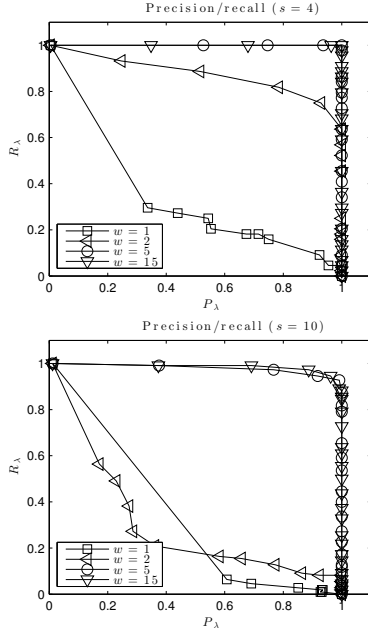 Precision/recall (s = 4)
1
0.8
0.6
0.4
0.2
0
R_λ
w = 1
w = 2
w = 5
w = 15
0 0.2 0.4 0.6 0.8 1
P_λ
Precision/recall (s = 10)
1
0.8
0.6
0.4
0.2
0
R_λ
w = 1
w = 2
w = 5
w = 15
0 0.2 0.4 0.6 0.8 1
P_λ